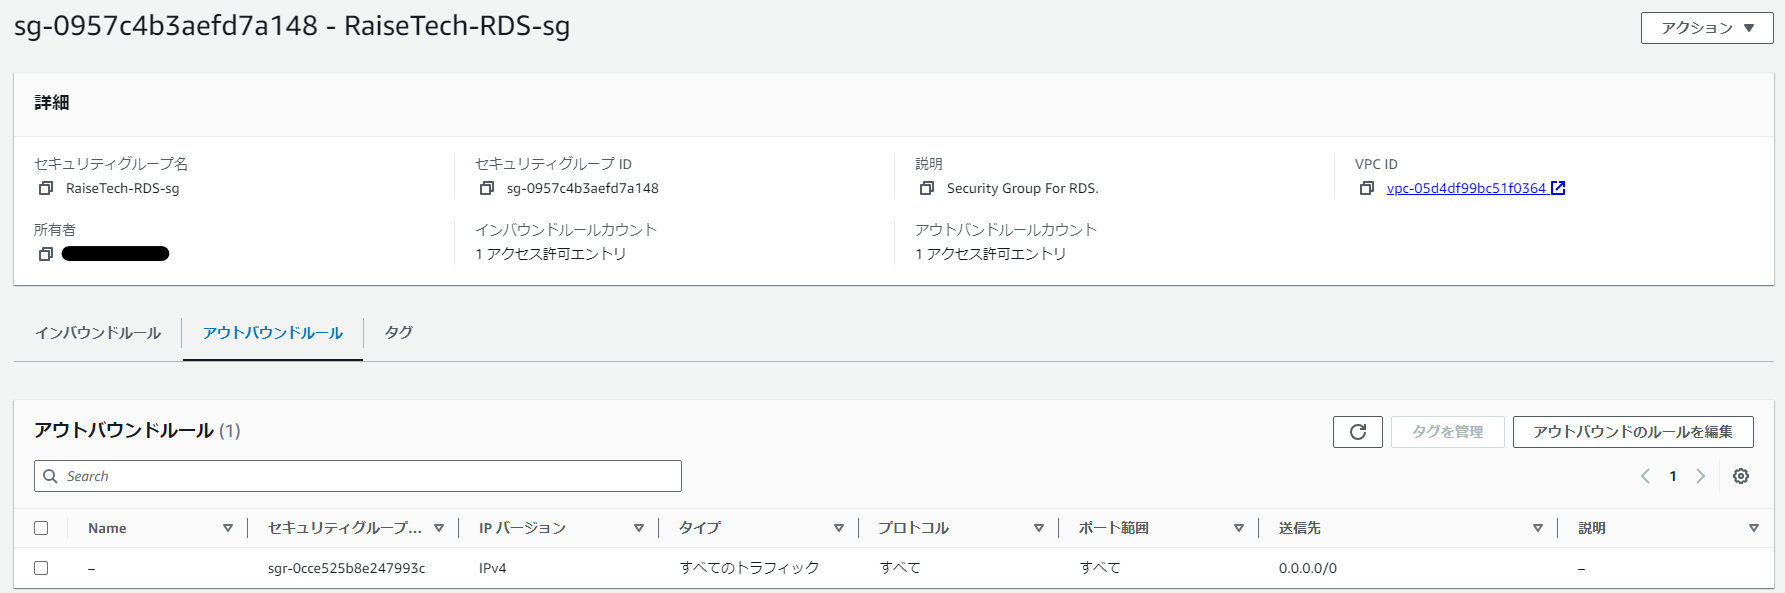 sg-0957c4b3aefd7a148 - RaiseTech-RDS-sg
アクション ▼
詳細
セキュリティグループ名
RaiseTech-RDS-sg
セキュリティグループ ID
sg-0957c4b3aefd7a148
説明
Security Group For RDS.
VPC ID
vpc-05d4df99bc51f0364
所有者
インバウンドルールカウント
1 アクセス許可エントリ
アウトバンドルールカウント
1 アクセス許可エントリ
インバウンドルール アウトバウンドルール タグ
アウトバウンドルール (1)
タグを管理 アウトバウンドのルールを編集
Search
1
Name セキュリティグループ... IP バージョン タイプ プロトコル ポート範囲 送信先 説明
– sgr-0cce525b8e247993c IPv4 すべてのトラフィック すべて すべて 0.0.0.0/0 –